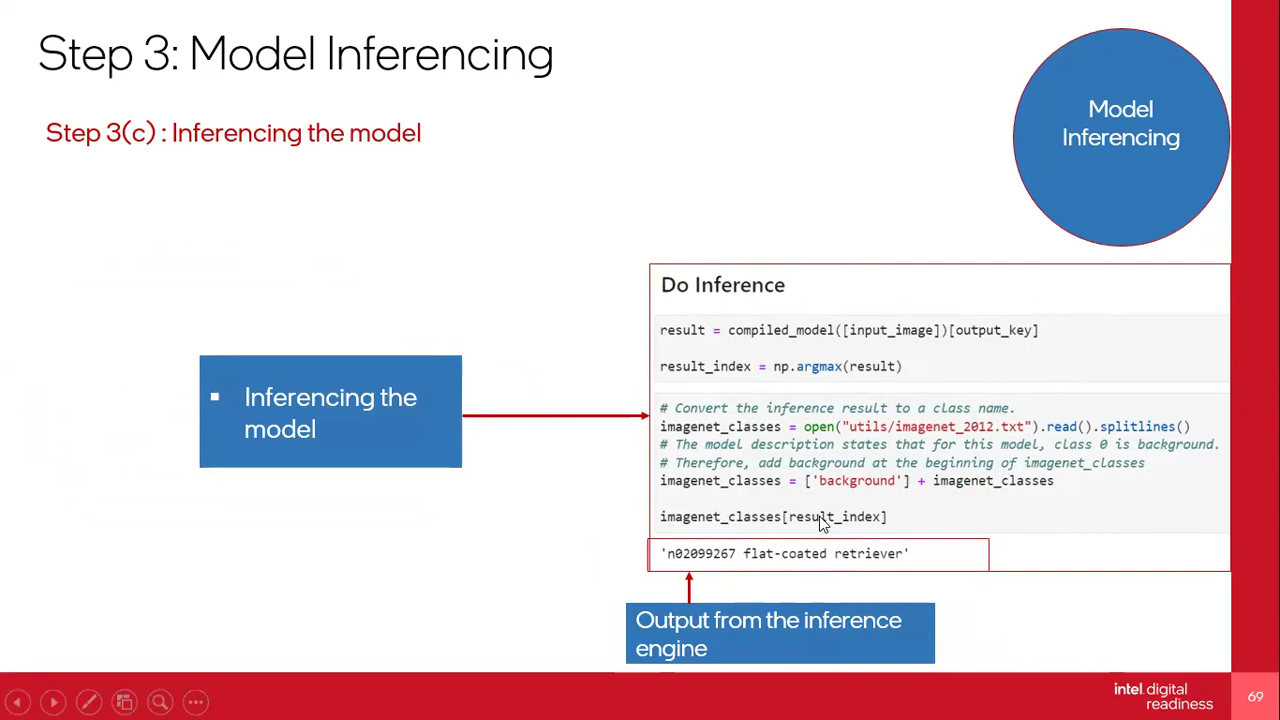 Step 3: Model Inferencing
Step 3(c) : Inferencing the model
Model
Inferencing
Do Inference
result = compiled_model([input_image])[output_key]
result_index = np.argmax(result)
# Convert the inference result to a class name.
imagenet_classes = open("utils/imagenet_2012.txt").read().splitlines()
# The model description states that for this model, class 0 is background.
# Therefore, add background at the beginning of imagenet_classes
imagenet_classes = ['background'] + imagenet_classes
imagenet_classes[result_index]
'n02099267 flat-coated retriever'
▪ Inferencing the
model
Output from the inference
engine
intel. digital
readiness
69